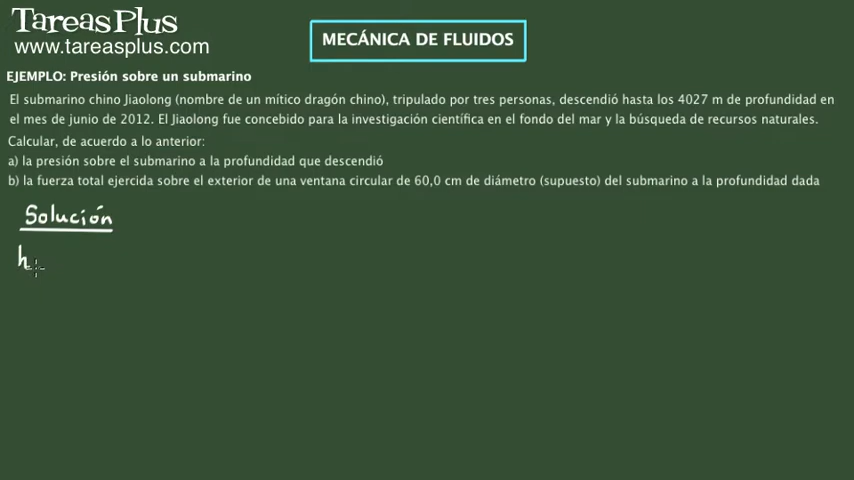 TareasPlus
www.tareasplus.com
MECÁNICA DE FLUIDOS
EJEMPLO: Presión sobre un submarino
El submarino chino Jiaolong (nombre de un mítico dragón chino), tripulado por tres personas, descendió hasta los 4027 m de profundidad en
el mes de junio de 2012. El Jiaolong fue concebido para la investigación científica en el fondo del mar y la búsqueda de recursos naturales.
Calcular, de acuerdo a lo anterior:
a) la presión sobre el submarino a la profundidad que descendió
b) la fuerza total ejercida sobre el exterior de una ventana circular de 60,0 cm de diámetro (supuesto) del submarino a la profundidad dada
Solución
h